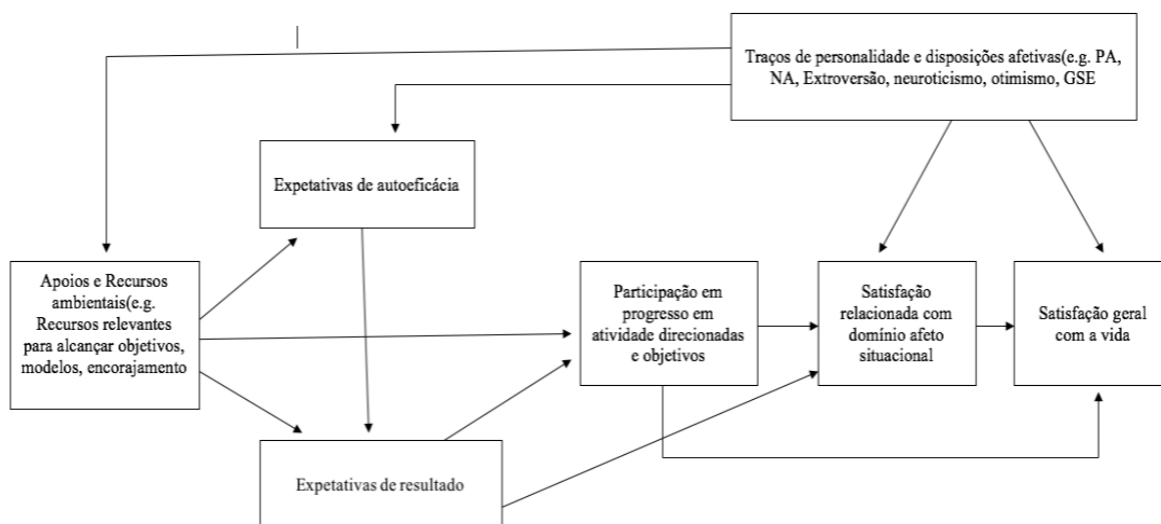 Traços de personalidade e disposições afetivas(e.g. PA,
NA, Extroversão, neuroticismo, otimismo, GSE
Expetativas de autoeficácia
Apoios e Recursos
ambientais(e.g.
Recursos relevantes
para alcançar objetivos,
modelos, encorajamento
Participação em
progresso em
atividade direcionadas
e objetivos
Satisfação
relacionada com
domínio afeto
situacional
Satisfação geral
com a vida
Expetativas de resultado